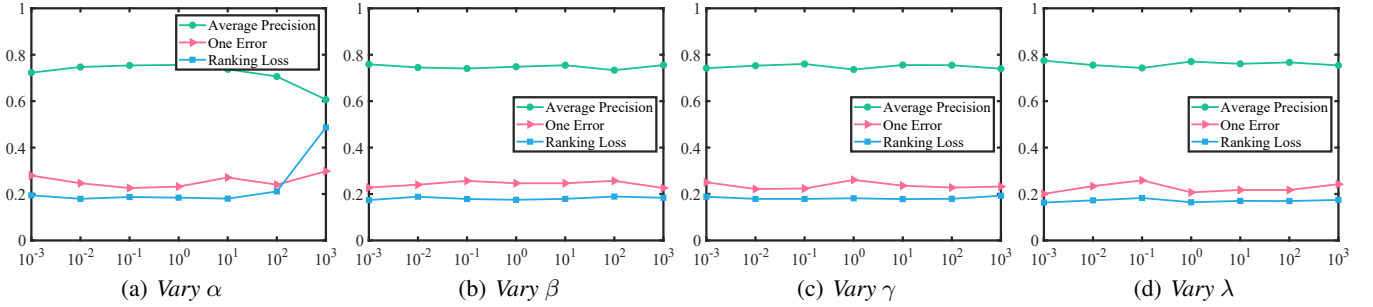 1
0.8
0.6
0.4
0.2
0
10^-3 10^-2 10^-1 10^0 10^1 10^2 10^3
Average Precision
One Error
Ranking Loss
(a) Vary α
1
0.8
0.6
0.4
0.2
0
10^-3 10^-2 10^-1 10^0 10^1 10^2 10^3
Average Precision
One Error
Ranking Loss
(b) Vary β
1
0.8
0.6
0.4
0.2
0
10^-3 10^-2 10^-1 10^0 10^1 10^2 10^3
Average Precision
One Error
Ranking Loss
(c) Vary γ
1
0.8
0.6
0.4
0.2
0
10^-3 10^-2 10^-1 10^0 10^1 10^2 10^3
Average Precision
One Error
Ranking Loss
(d) Vary λ